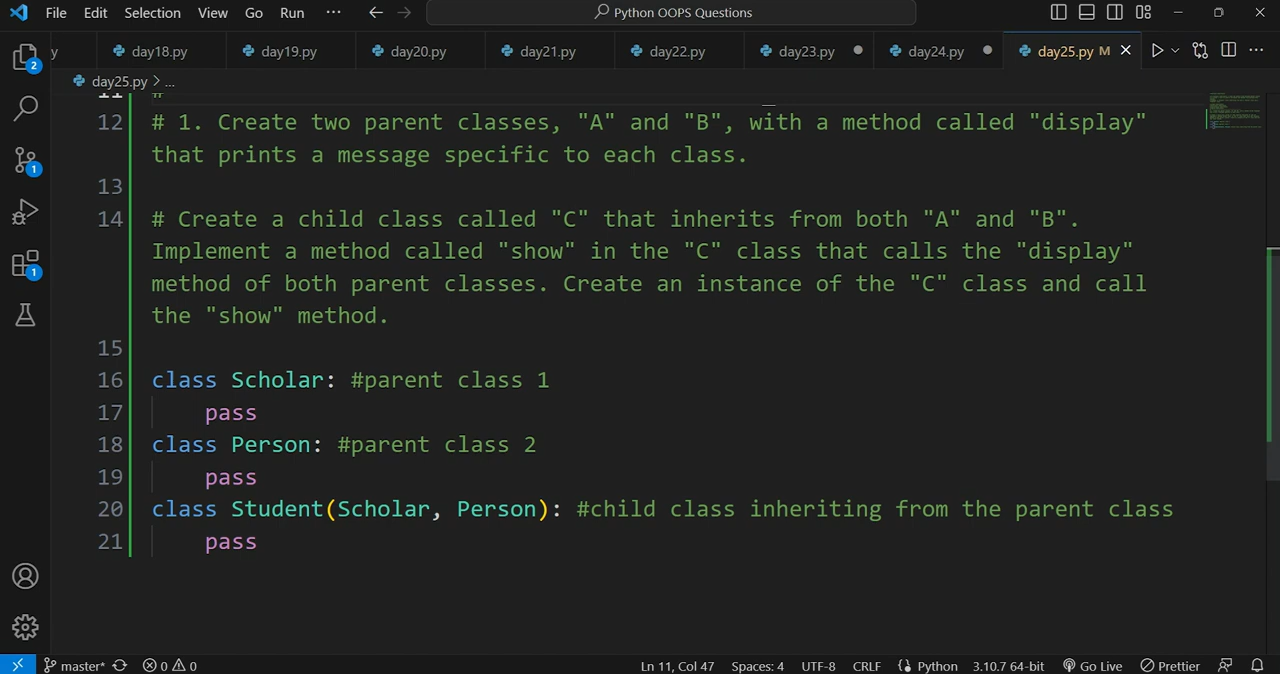 File Edit Selection View Go Run ··· Python OOPS Questions
y day18.py day19.py day20.py day21.py day22.py day23.py day24.py day25.py M
day25.py > ...
11 #
12 # 1. Create two parent classes, "A" and "B", with a method called "display"
that prints a message specific to each class.
13
14 # Create a child class called "C" that inherits from both "A" and "B".
Implement a method called "show" in the "C" class that calls the "display"
method of both parent classes. Create an instance of the "C" class and call
the "show" method.
15
16 class Scholar: #parent class 1
17 pass
18 class Person: #parent class 2
19 pass
20 class Student(Scholar, Person): #child class inheriting from the parent class
21 pass
2
1
1
master* 0 0 Ln 11, Col 47 Spaces: 4 UTF-8 CRLF Python 3.10.7 64-bit Go Live Prettier